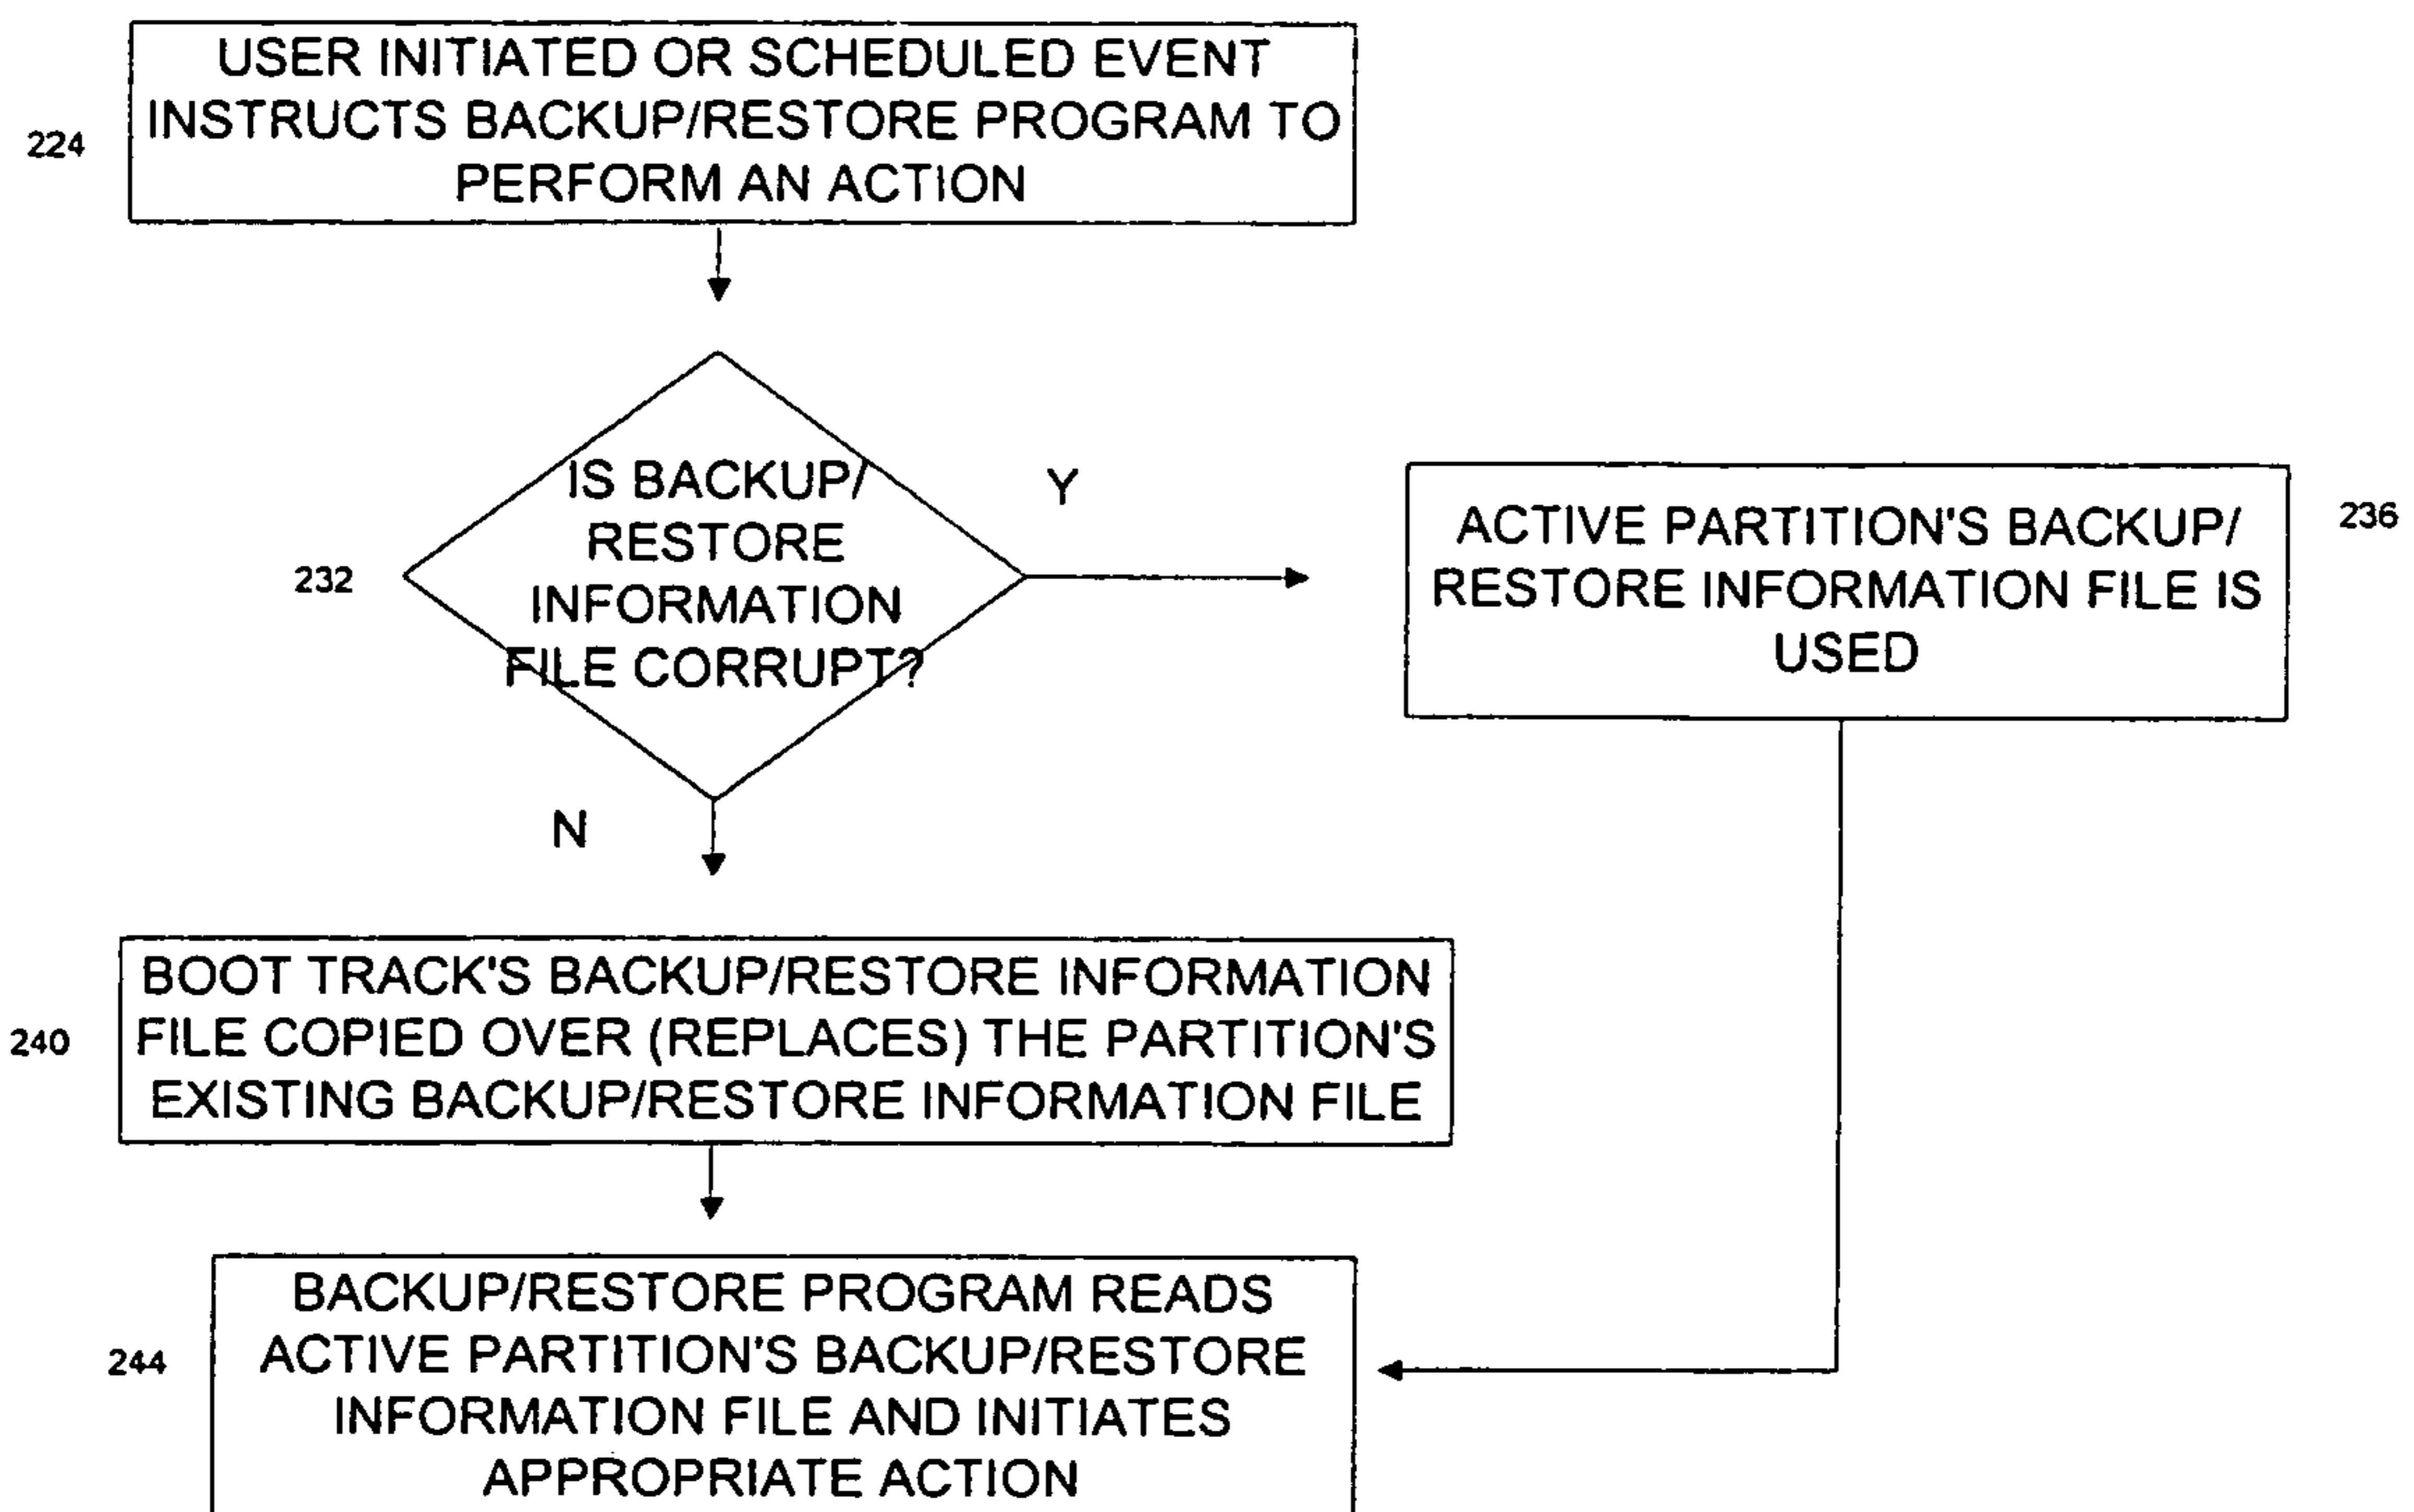 224
USER INITIATED OR SCHEDULED EVENT
INSTRUCTS BACKUP/RESTORE PROGRAM TO
PERFORM AN ACTION
232
IS BACKUP/
RESTORE
INFORMATION
FILE CORRUPT?
Y
N
ACTIVE PARTITION'S BACKUP/
RESTORE INFORMATION FILE IS
USED
236
240
BOOT TRACK'S BACKUP/RESTORE INFORMATION
FILE COPIED OVER (REPLACES) THE PARTITION'S
EXISTING BACKUP/RESTORE INFORMATION FILE
244
BACKUP/RESTORE PROGRAM READS
ACTIVE PARTITION'S BACKUP/RESTORE
INFORMATION FILE AND INITIATES
APPROPRIATE ACTION